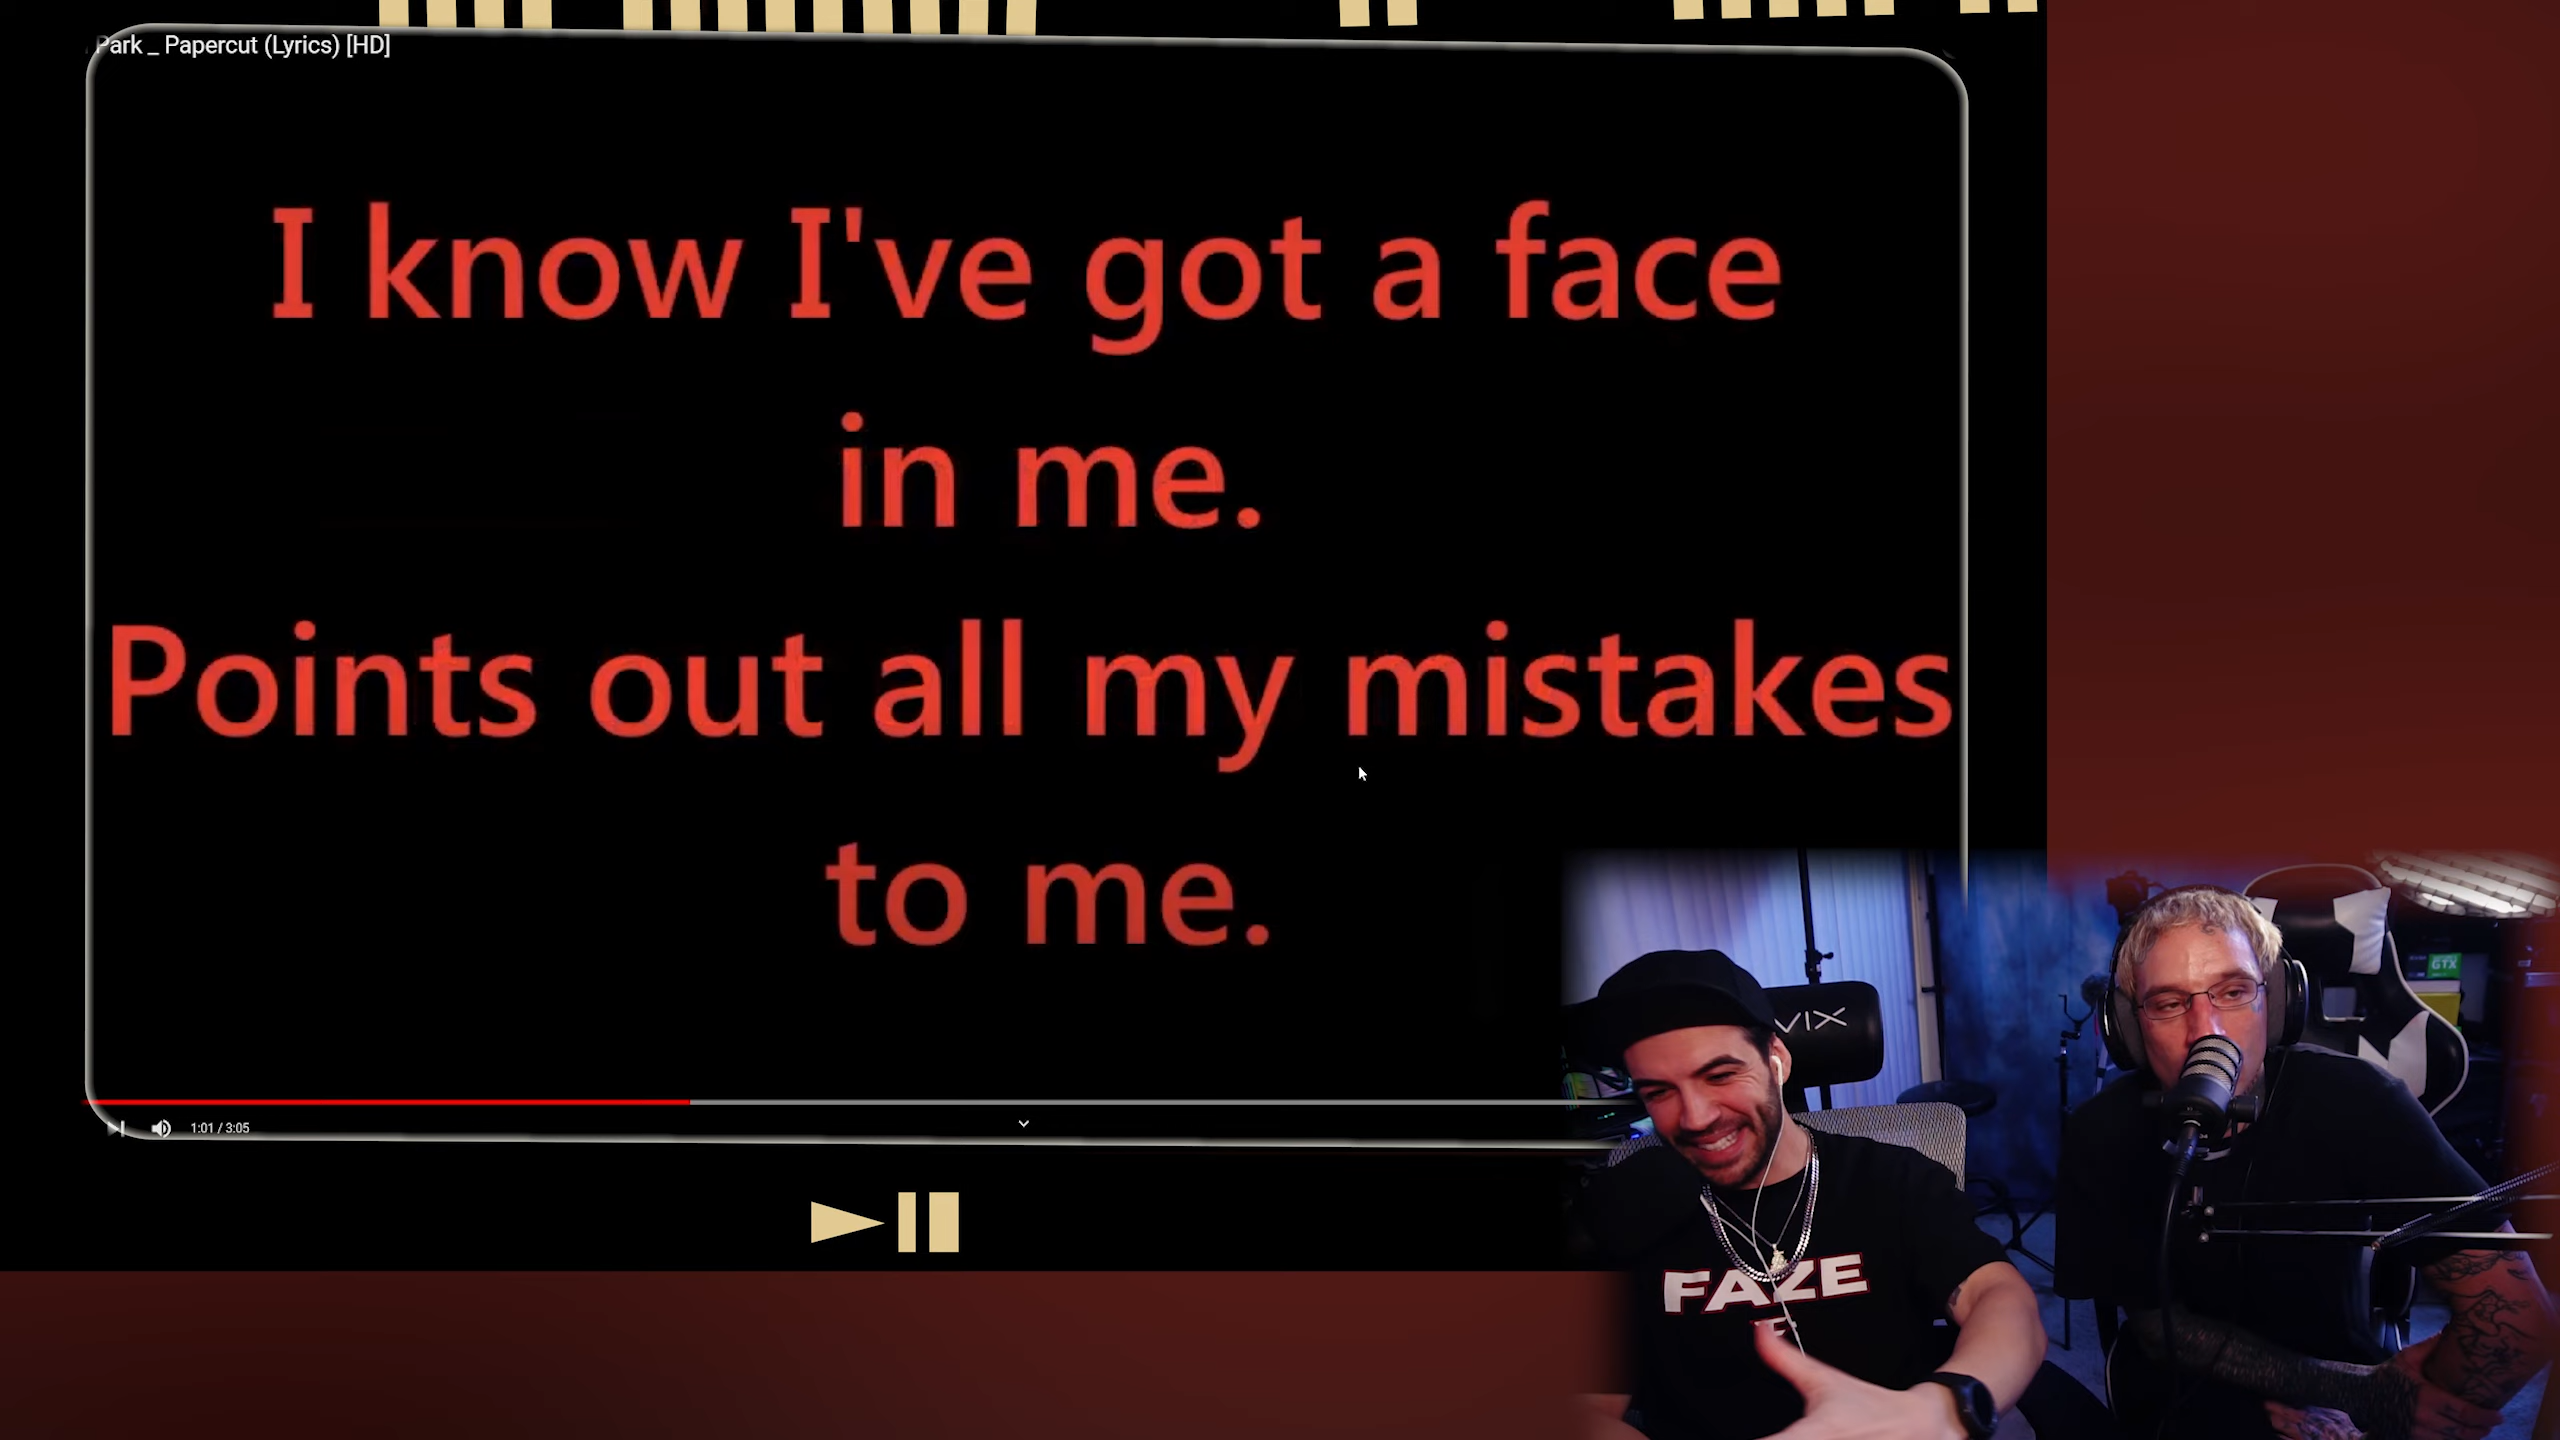 Park _ Papercut (Lyrics) [HD]
I know I've got a face
in me.
Points out all my mistakes
to me.
1:01 / 3:05
VIX
GTX
FAZE